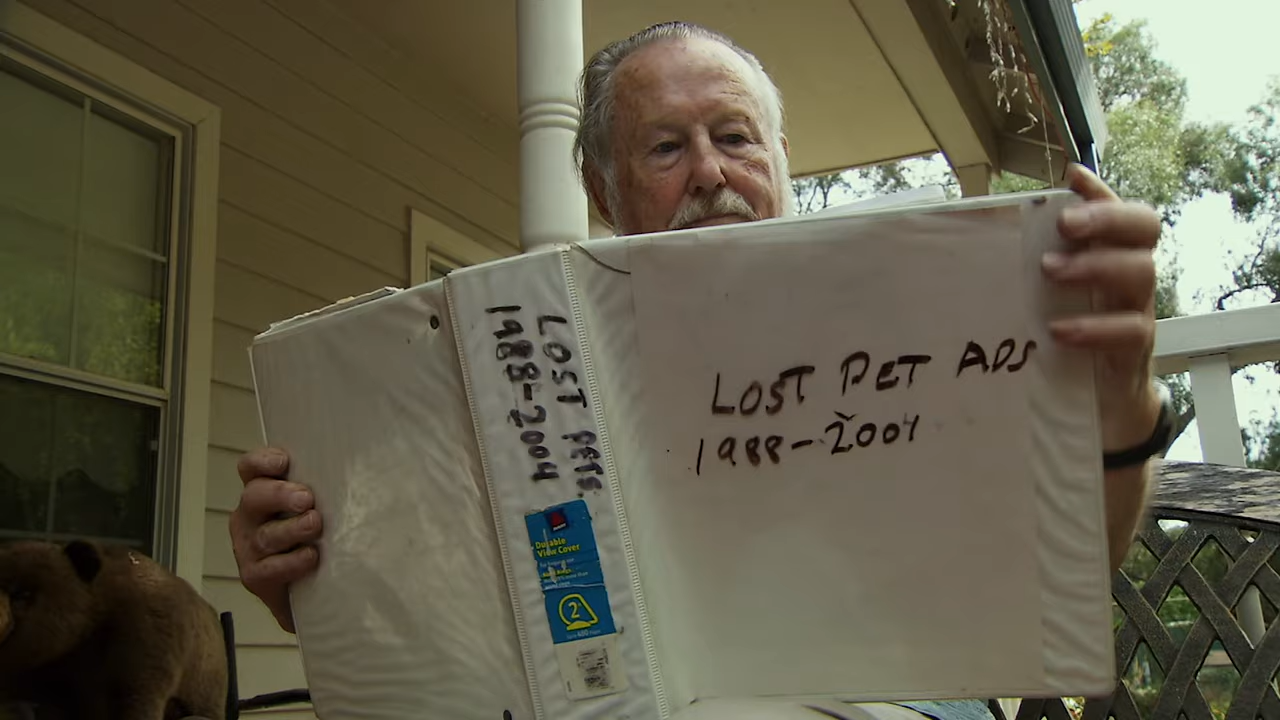 LOST PETS
1988-2004
Durable
View Cover
2"
LOST PET ADS
1988-2004